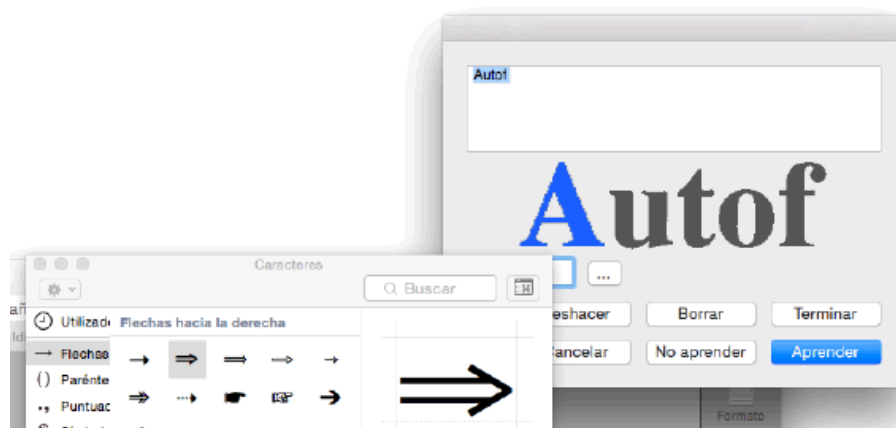 Autof
Autof
Caracteres
Buscar
...
Utilizad
Flechas hacia la derecha
eshacer
Borrar
Terminar
Flechas
ancelar
No aprender
Aprender
() Parénte
Puntuac
Formato